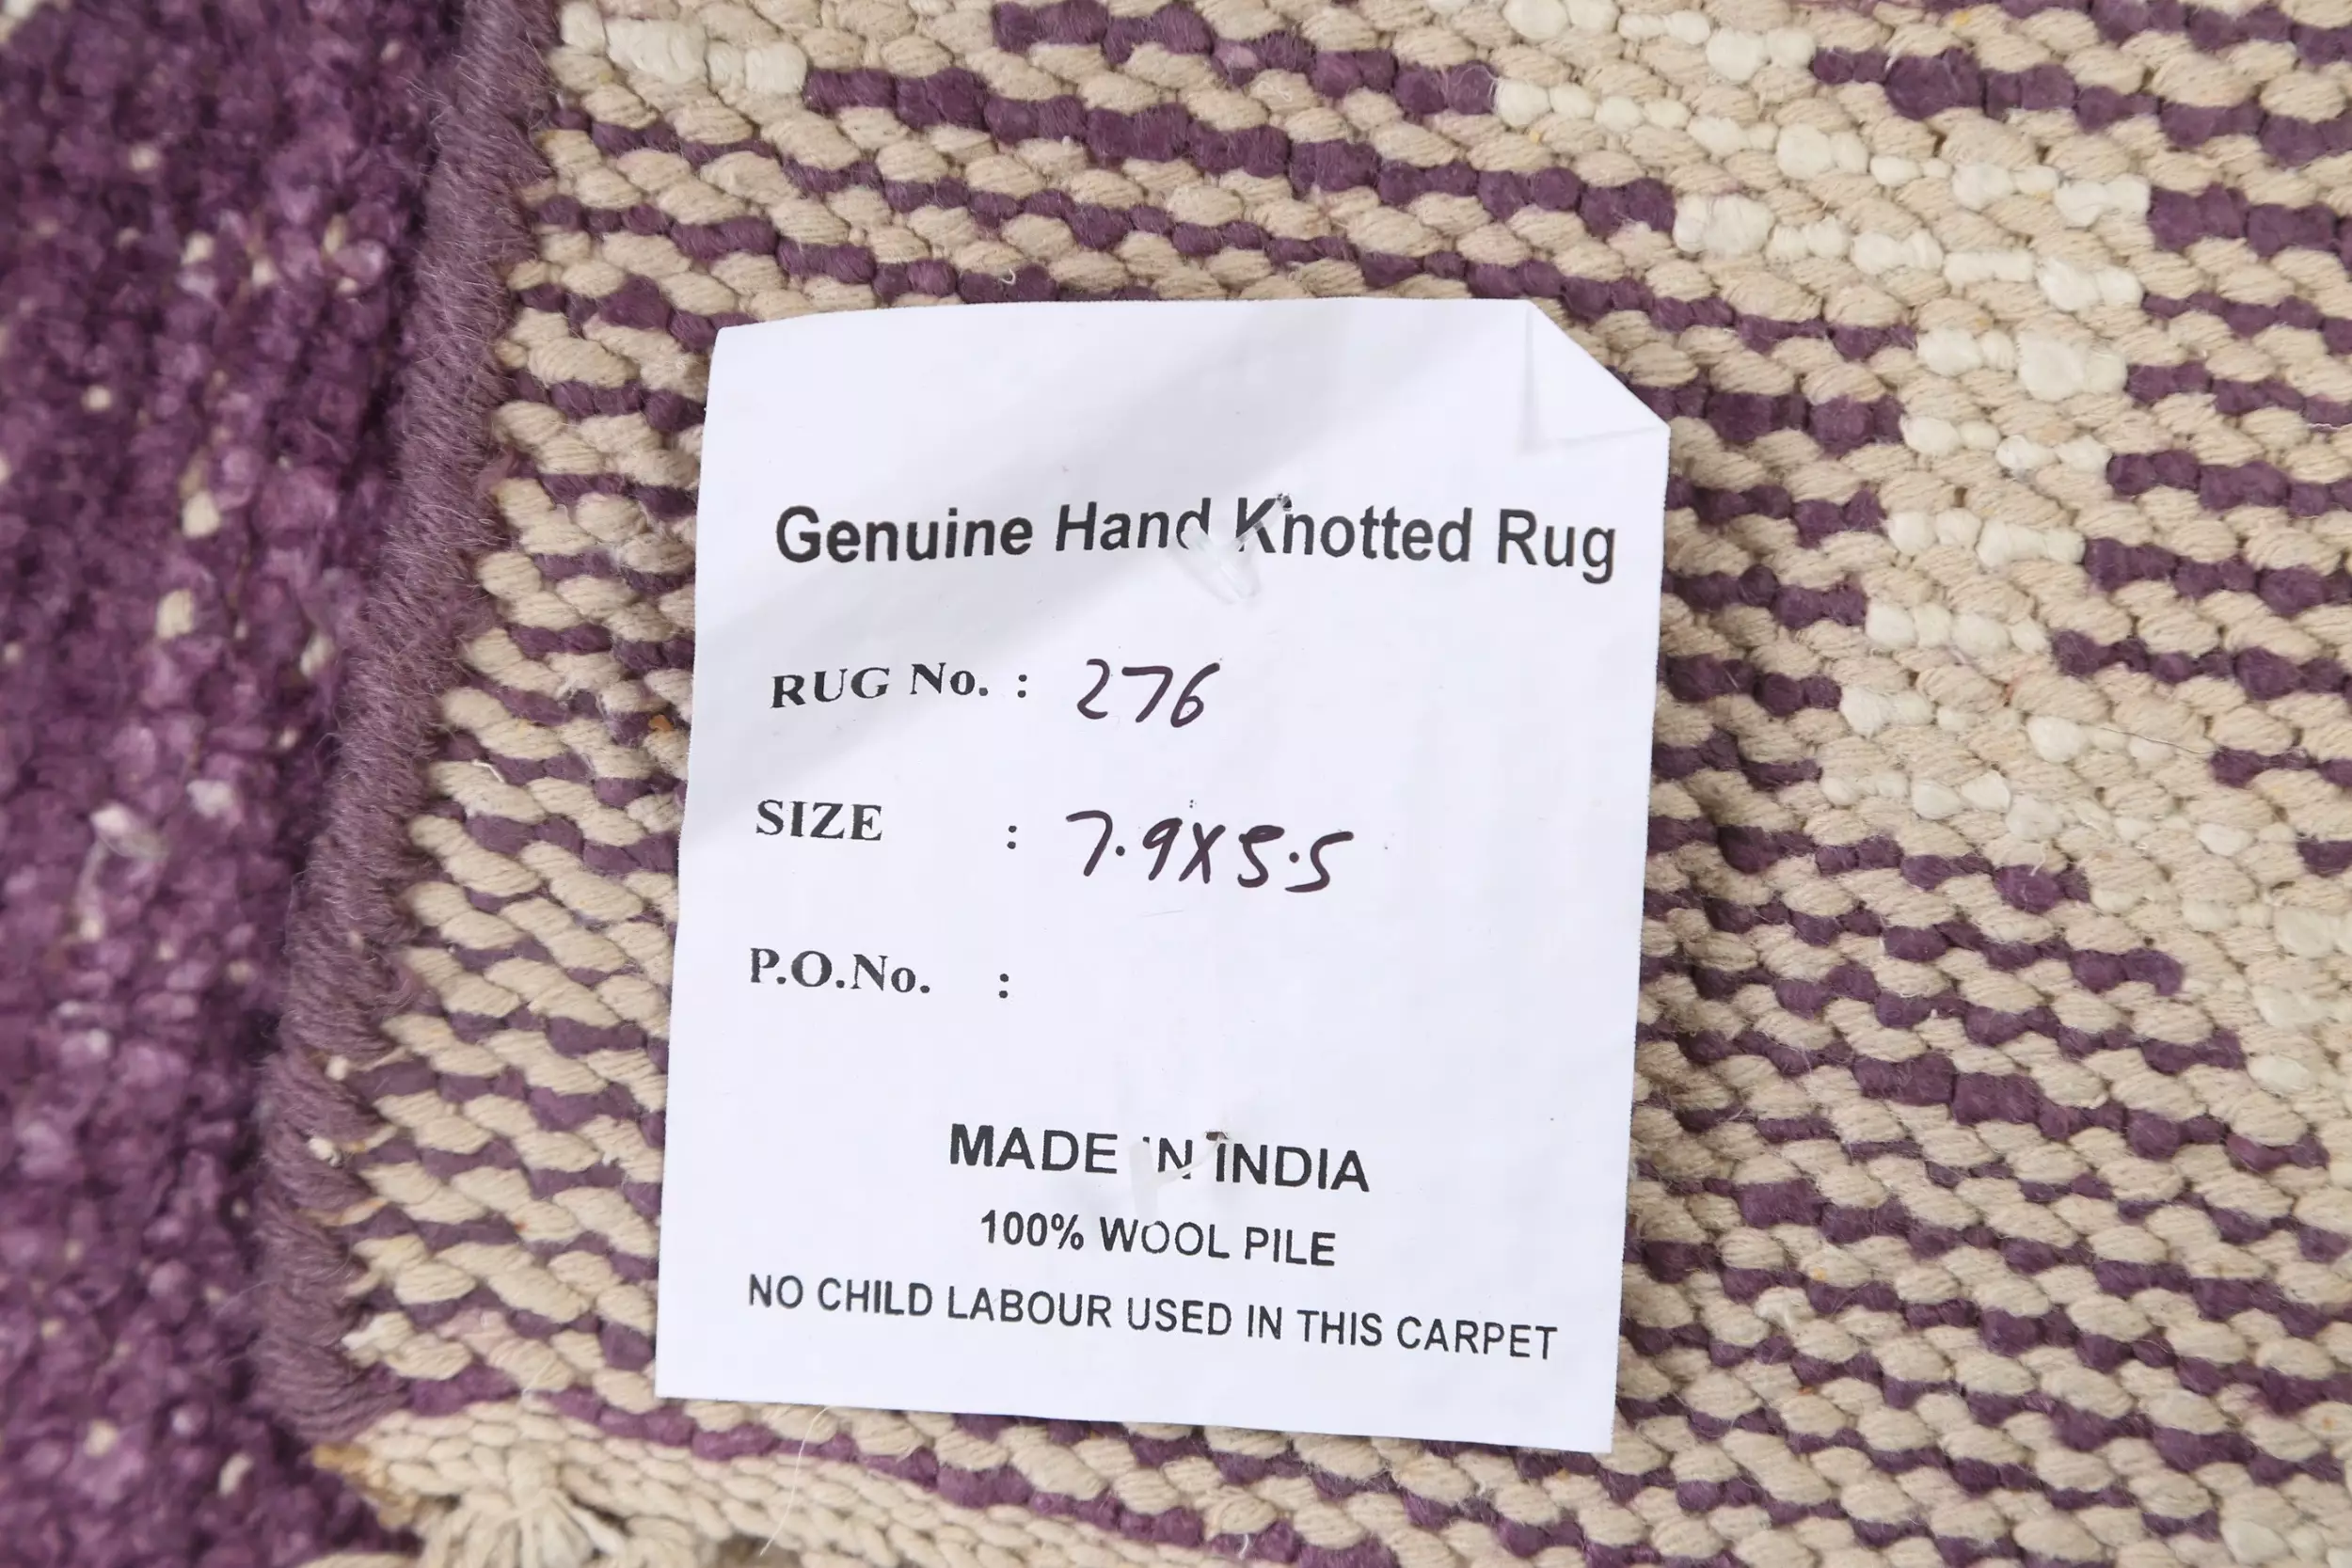 Genuine Hand Knotted Rug
RUG No. : 276
SIZE : 7.9X5.5
P.O.No. :
MADE IN INDIA
100% WOOL PILE
NO CHILD LABOUR USED IN THIS CARPET